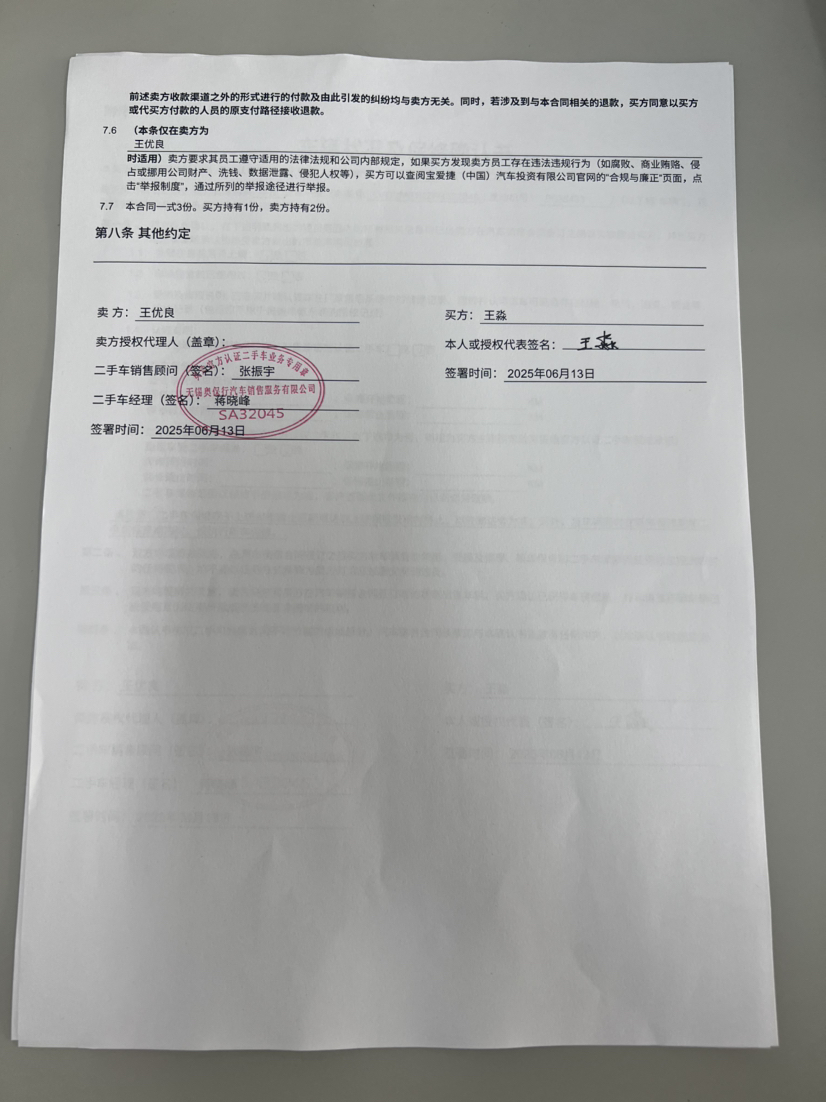 前述卖方收款渠道之外的形式进行的付款及由此引发的纠纷均与卖方无关。同时，若涉及到与本合同相关的退款，买方同意以买方
或代买方付款的人员的原支付路径接收退款。
7.6 （本条仅在卖方为
王优良
时适用）卖方要求其员工遵守适用的法律法规和公司内部规定，如果买方发现卖方员工存在违法违规行为（如腐败、商业贿赂、侵
占或挪用公司财产、洗钱、数据泄露、侵犯人权等），买方可以查阅宝爱捷（中国）汽车投资有限公司官网的“合规与廉正”页面，点
击“举报制度”，通过所列的举报途径进行举报。
7.7 本合同一式3份。买方持有1份，卖方持有2份。
第八条 其他约定
卖 方： 王优良
卖方授权代理人（盖章）：
二手车销售顾问（签名）： 张振宇
二手车经理（签名）： 蒋晓峰
签署时间： 2025年06月13日
官方认证二手车业务专用章
无锡奥保行汽车销售服务有限公司
SA32045
买方： 王淼
本人或授权代表签名： 王淼
签署时间： 2025年06月13日